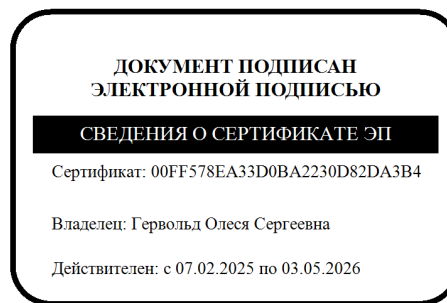 ДОКУМЕНТ ПОДПИСАН
ЭЛЕКТРОННОЙ ПОДПИСЬЮ
СВЕДЕНИЯ О СЕРТИФИКАТЕ ЭП
Сертификат: 00FF578EA33D0BA2230D82DA3B4
Владелец: Гервольд Олеся Сергеевна
Действителен: с 07.02.2025 по 03.05.2026